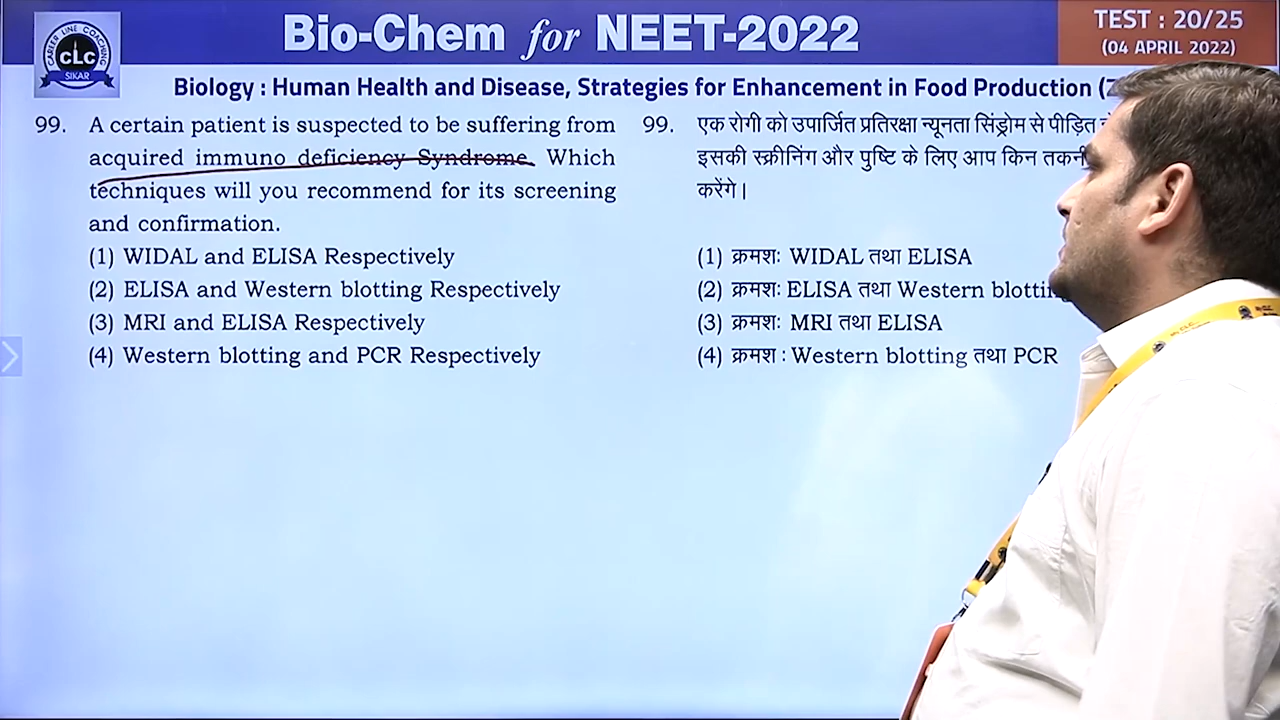 Bio-Chem for NEET-2022
TEST : 20/25
(04 APRIL 2022)
CAREER LINE COACHING
CLC
SIKAR
Biology : Human Health and Disease, Strategies for Enhancement in Food Production
99. A certain patient is suspected to be suffering from
acquired immuno deficiency Syndrome. Which
techniques will you recommend for its screening
and confirmation.
(1) WIDAL and ELISA Respectively
(2) ELISA and Western blotting Respectively
(3) MRI and ELISA Respectively
(4) Western blotting and PCR Respectively
99. एक रोगी को उपार्जित प्रतिरक्षा न्यूनता सिंड्रोम से पीड़ित
इसकी स्क्रीनिंग और पुष्टि के लिए आप किन
करेंगे।
(1) क्रमशः WIDAL तथा ELISA
(2) क्रमशः ELISA तथा Western
(3) क्रमशः MRI तथा ELISA
(4) क्रमश : Western blotting तथा PCR